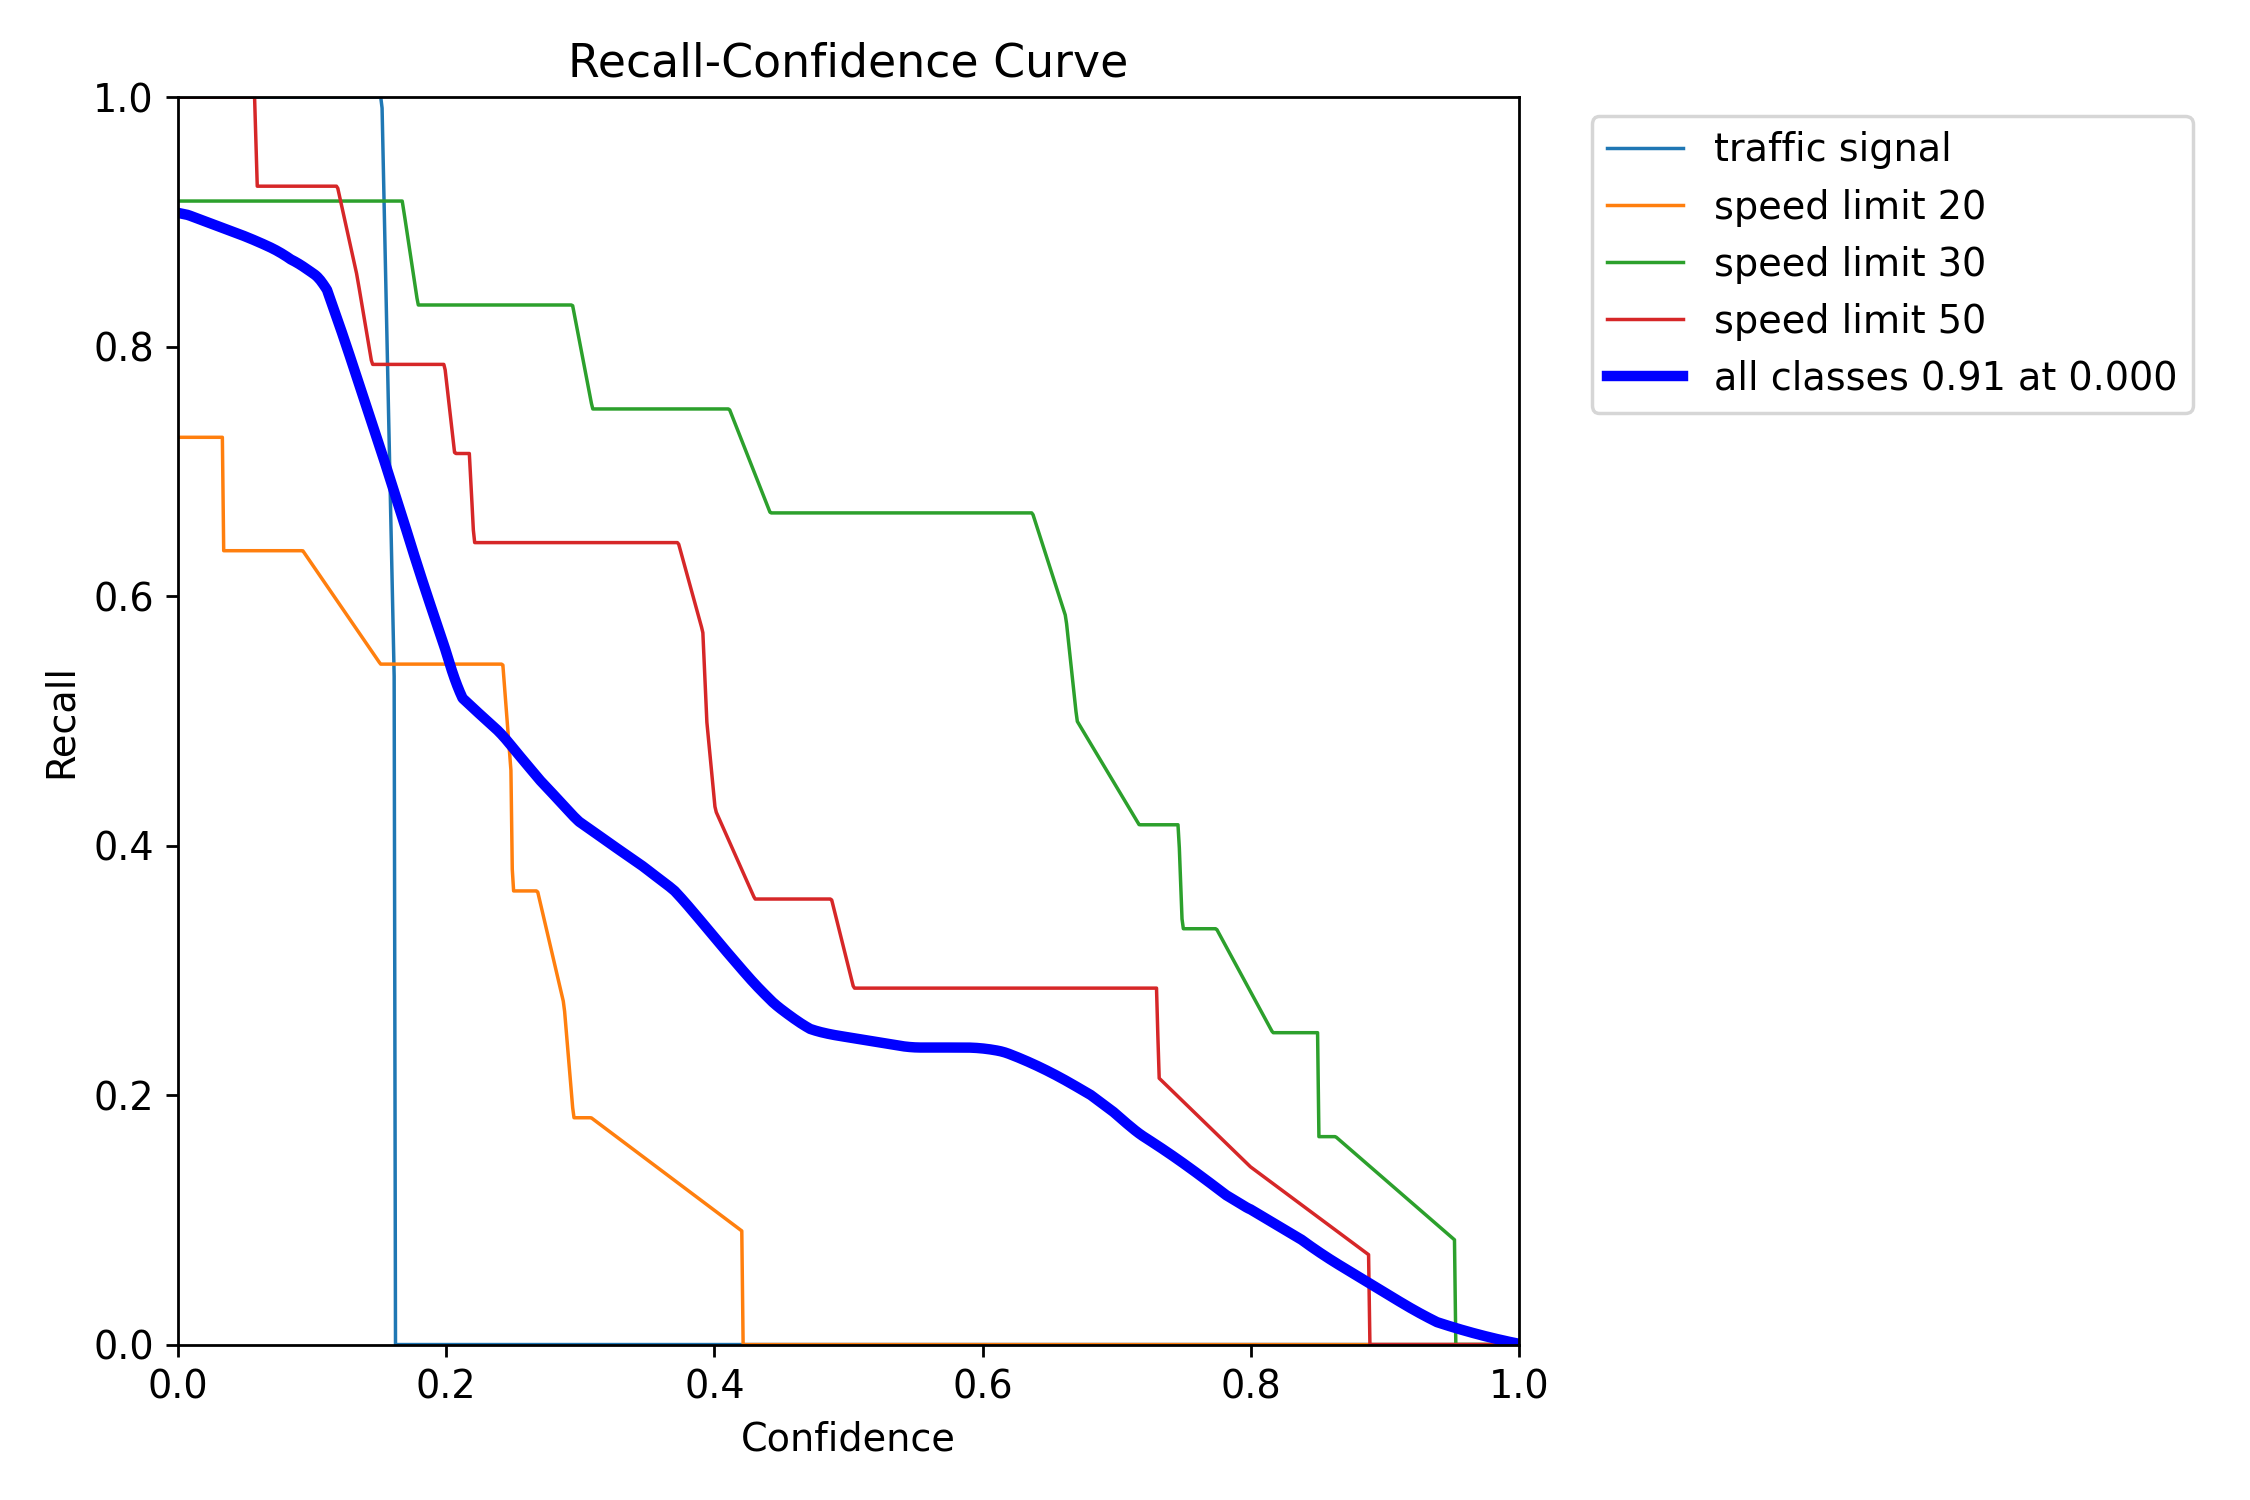 Recall-Confidence Curve
1.0
0.8
0.6
0.4
0.2
0.0
Recall
0.0 0.2 0.4 0.6 0.8 1.0
Confidence
traffic signal
speed limit 20
speed limit 30
speed limit 50
all classes 0.91 at 0.000